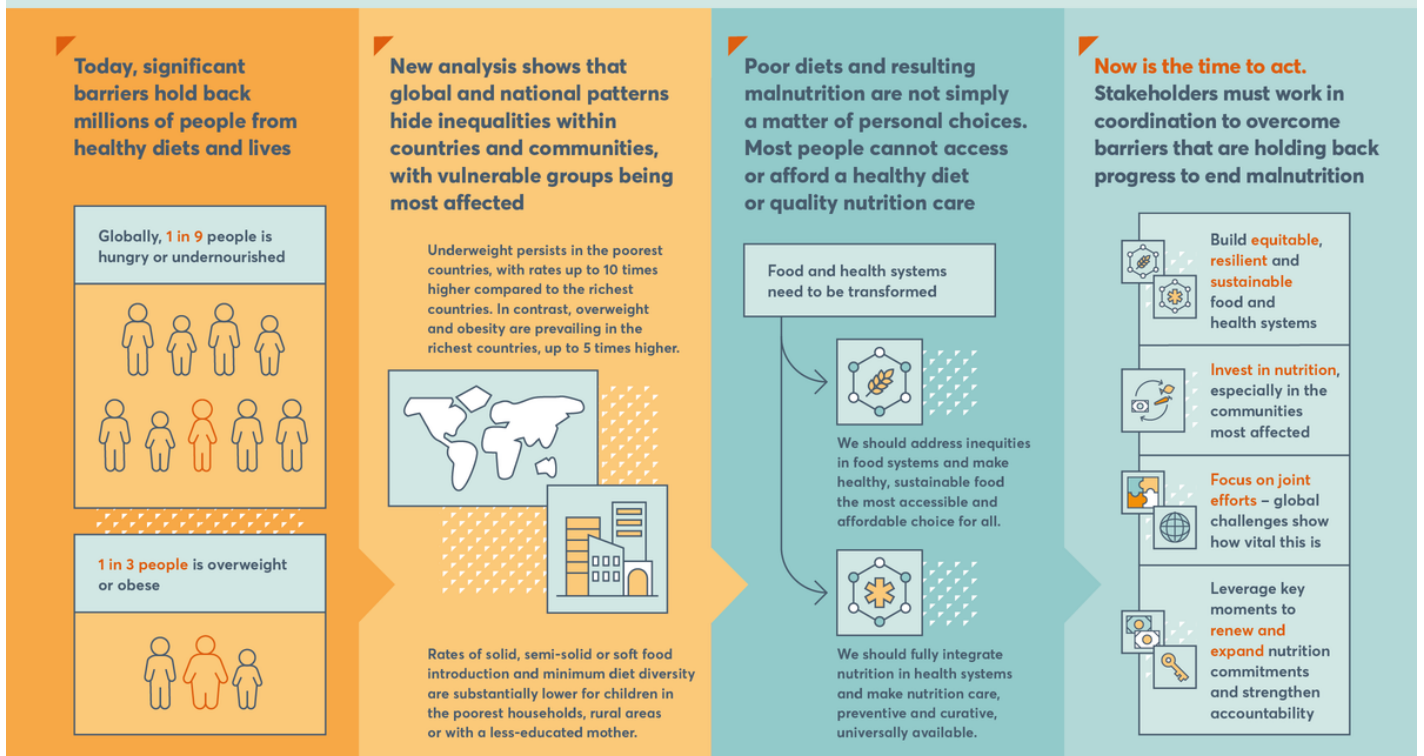 Today, significant
barriers hold back
millions of people from
healthy diets and lives
Globally, 1 in 9 people is
hungry or undernourished
1 in 3 people is overweight
or obese
New analysis shows that
global and national patterns
hide inequalities within
countries and communities,
with vulnerable groups being
most affected
Underweight persists in the poorest
countries, with rates up to 10 times
higher compared to the richest
countries. In contrast, overweight
and obesity are prevailing in the
richest countries, up to 5 times higher.
Rates of solid, semi-solid or soft food
introduction and minimum diet diversity
are substantially lower for children in
the poorest households, rural areas
or with a less-educated mother.
Poor diets and resulting
malnutrition are not simply
a matter of personal choices.
Most people cannot access
or afford a healthy diet
or quality nutrition care
Food and health systems
need to be transformed
We should address inequities
in food systems and make
healthy, sustainable food
the most accessible and
affordable choice for all.
We should fully integrate
nutrition in health systems
and make nutrition care,
preventive and curative,
universally available.
Now is the time to act.
Stakeholders must work in
coordination to overcome
barriers that are holding back
progress to end malnutrition
Build equitable,
resilient and
sustainable
food and
health systems
Invest in nutrition,
especially in the
communities
most affected
Focus on joint
efforts – global
challenges show
how vital this is
Leverage key
moments to
renew and
expand nutrition
commitments
and strengthen
accountability